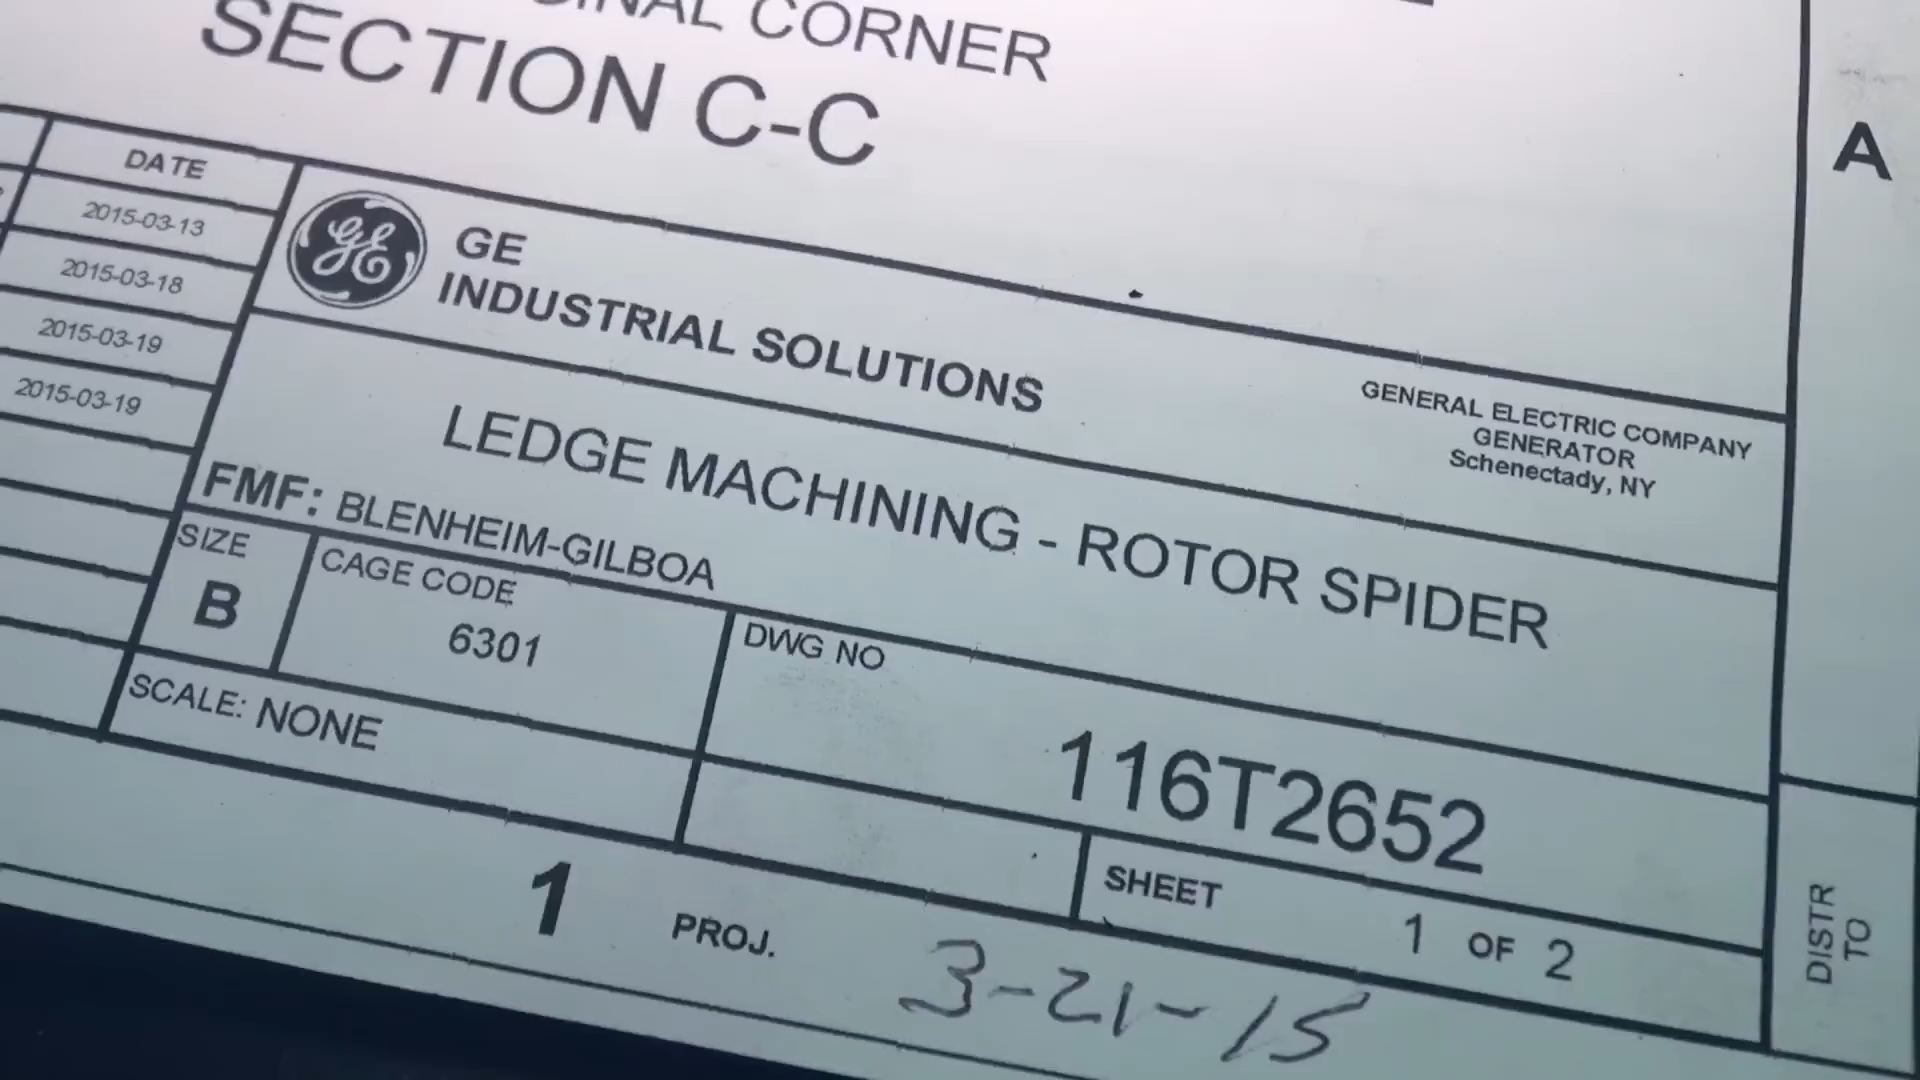 CORNER
SECTION C-C
A
DATE
2015-03-13
2015-03-18
2015-03-19
2015-03-19
GE
GE
INDUSTRIAL SOLUTIONS
GENERAL ELECTRIC COMPANY
GENERATOR
Schenectady, NY
LEDGE MACHINING - ROTOR SPIDER
FMF: BLENHEIM-GILBOA
SIZE
B
CAGE CODE
6301
DWG NO
116T2652
SCALE: NONE
SHEET 1 OF 2
DISTR
TO
1 PROJ.
3-21-15